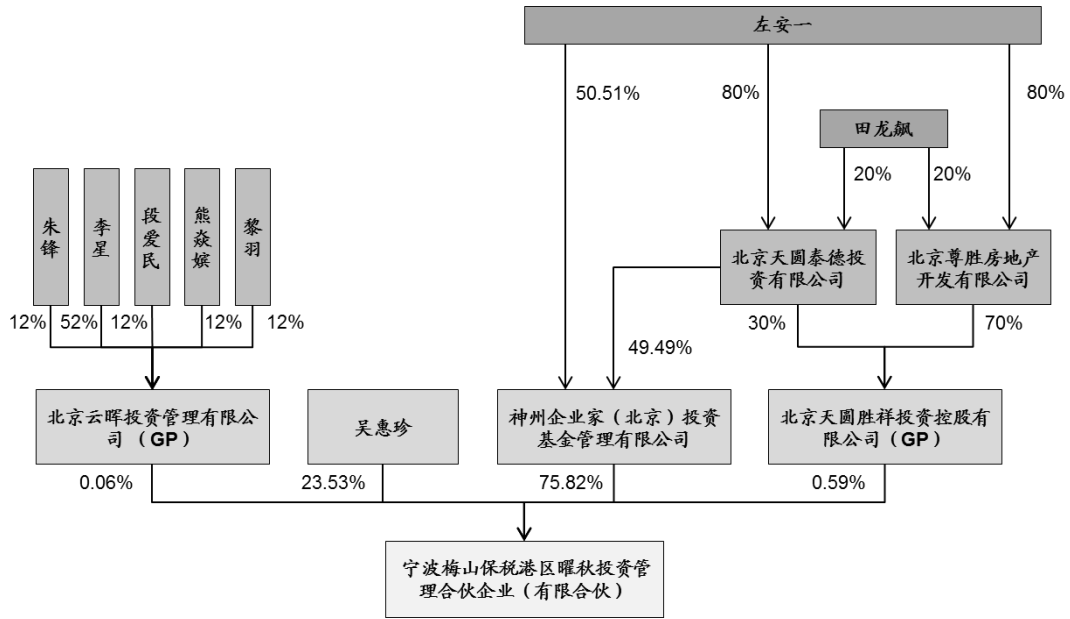 左安一
50.51%
80%
80%
田龙飙
20%
20%
朱锋
李星
段爱民
熊焱嫔
黎羽
北京天圆泰德投
资有限公司
北京尊胜房地产
开发有限公司
12%
52%
12%
12%
12%
30%
70%
49.49%
北京云晖投资管理有限公
司（GP）
吴惠珍
神州企业家（北京）投资
基金管理有限公司
北京天圆胜祥投资控股有
限公司（GP）
0.06%
23.53%
75.82%
0.59%
宁波梅山保税港区曜秋投资管
理合伙企业（有限合伙）